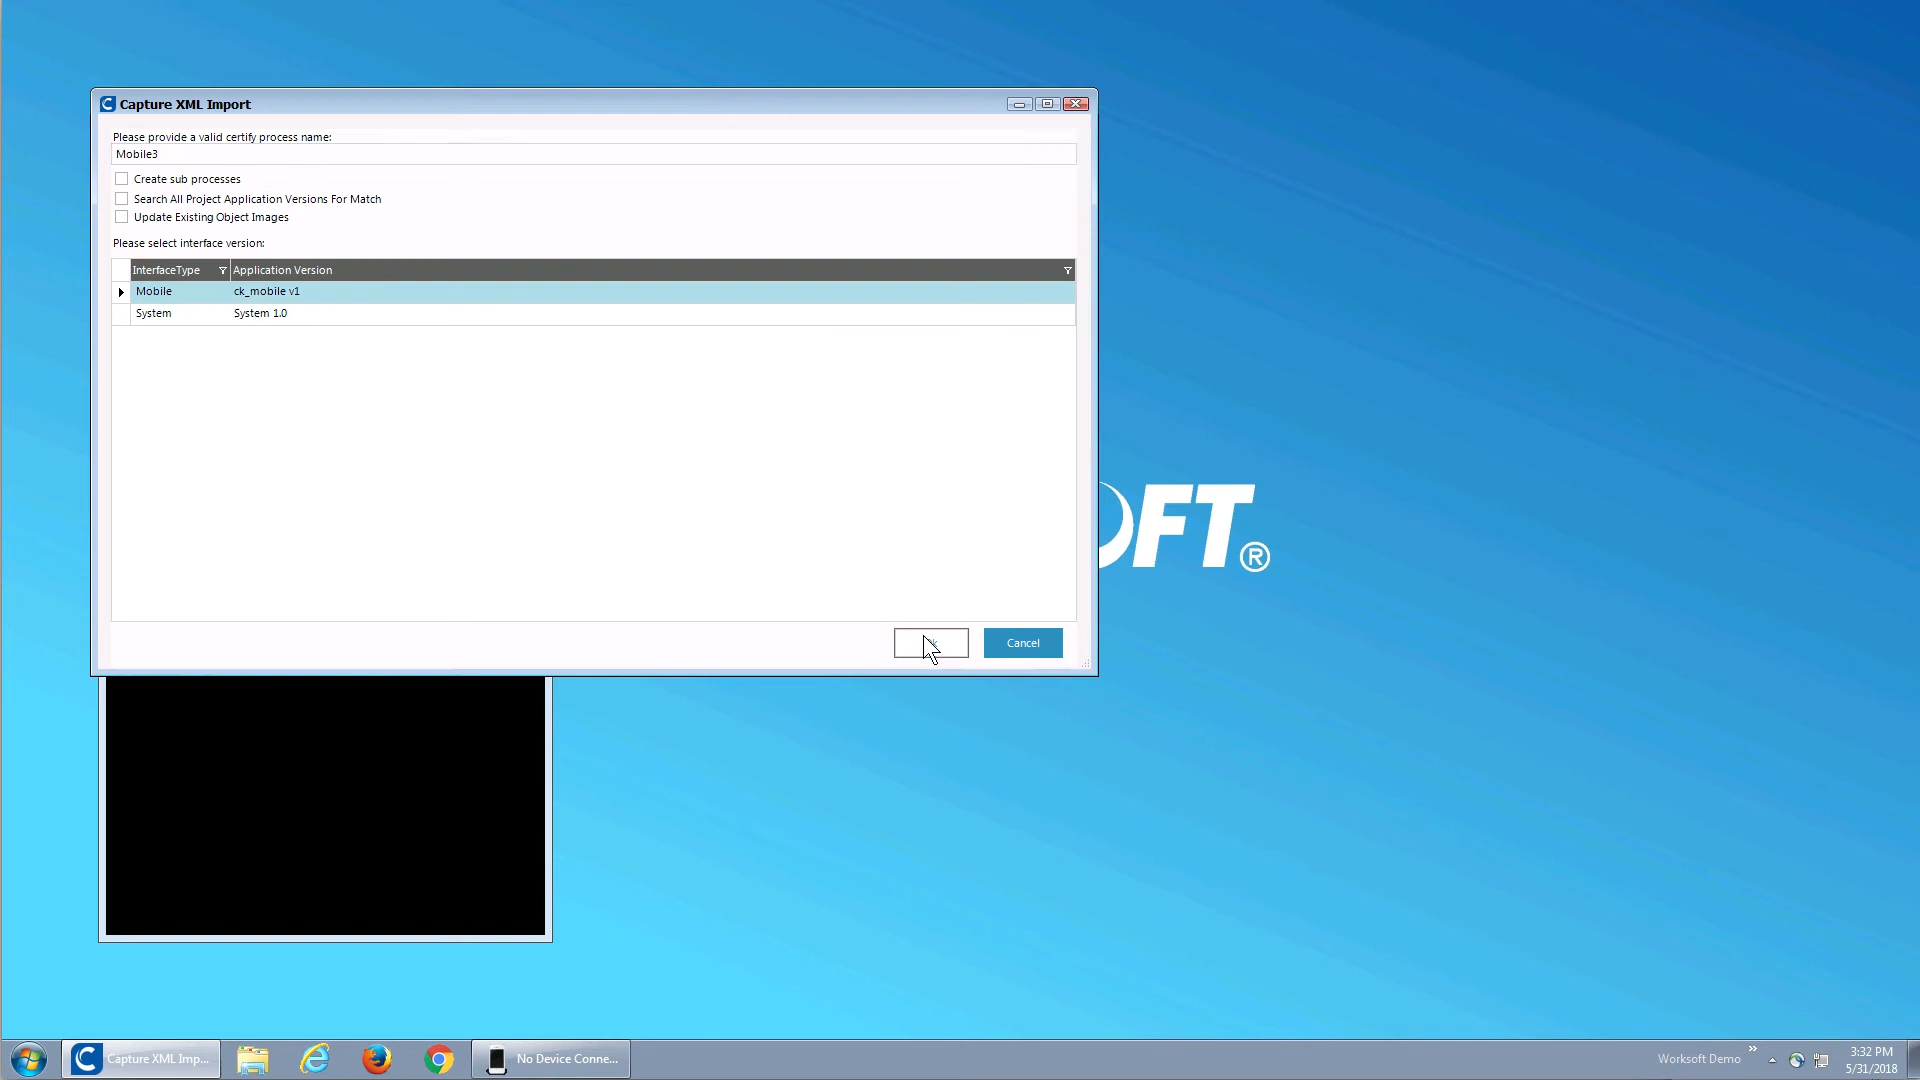 Capture XML Import
Please provide a valid certify process name:
Mobile3
Create sub processes
Search All Project Application Versions For Match
Update Existing Object Images
Please select interface version:
InterfaceType Application Version
Mobile ck_mobile v1
System System 1.0
Cancel
FT®
Capture XML Imp...
No Device Conne...
Worksoft Demo
3:32 PM
5/31/2018